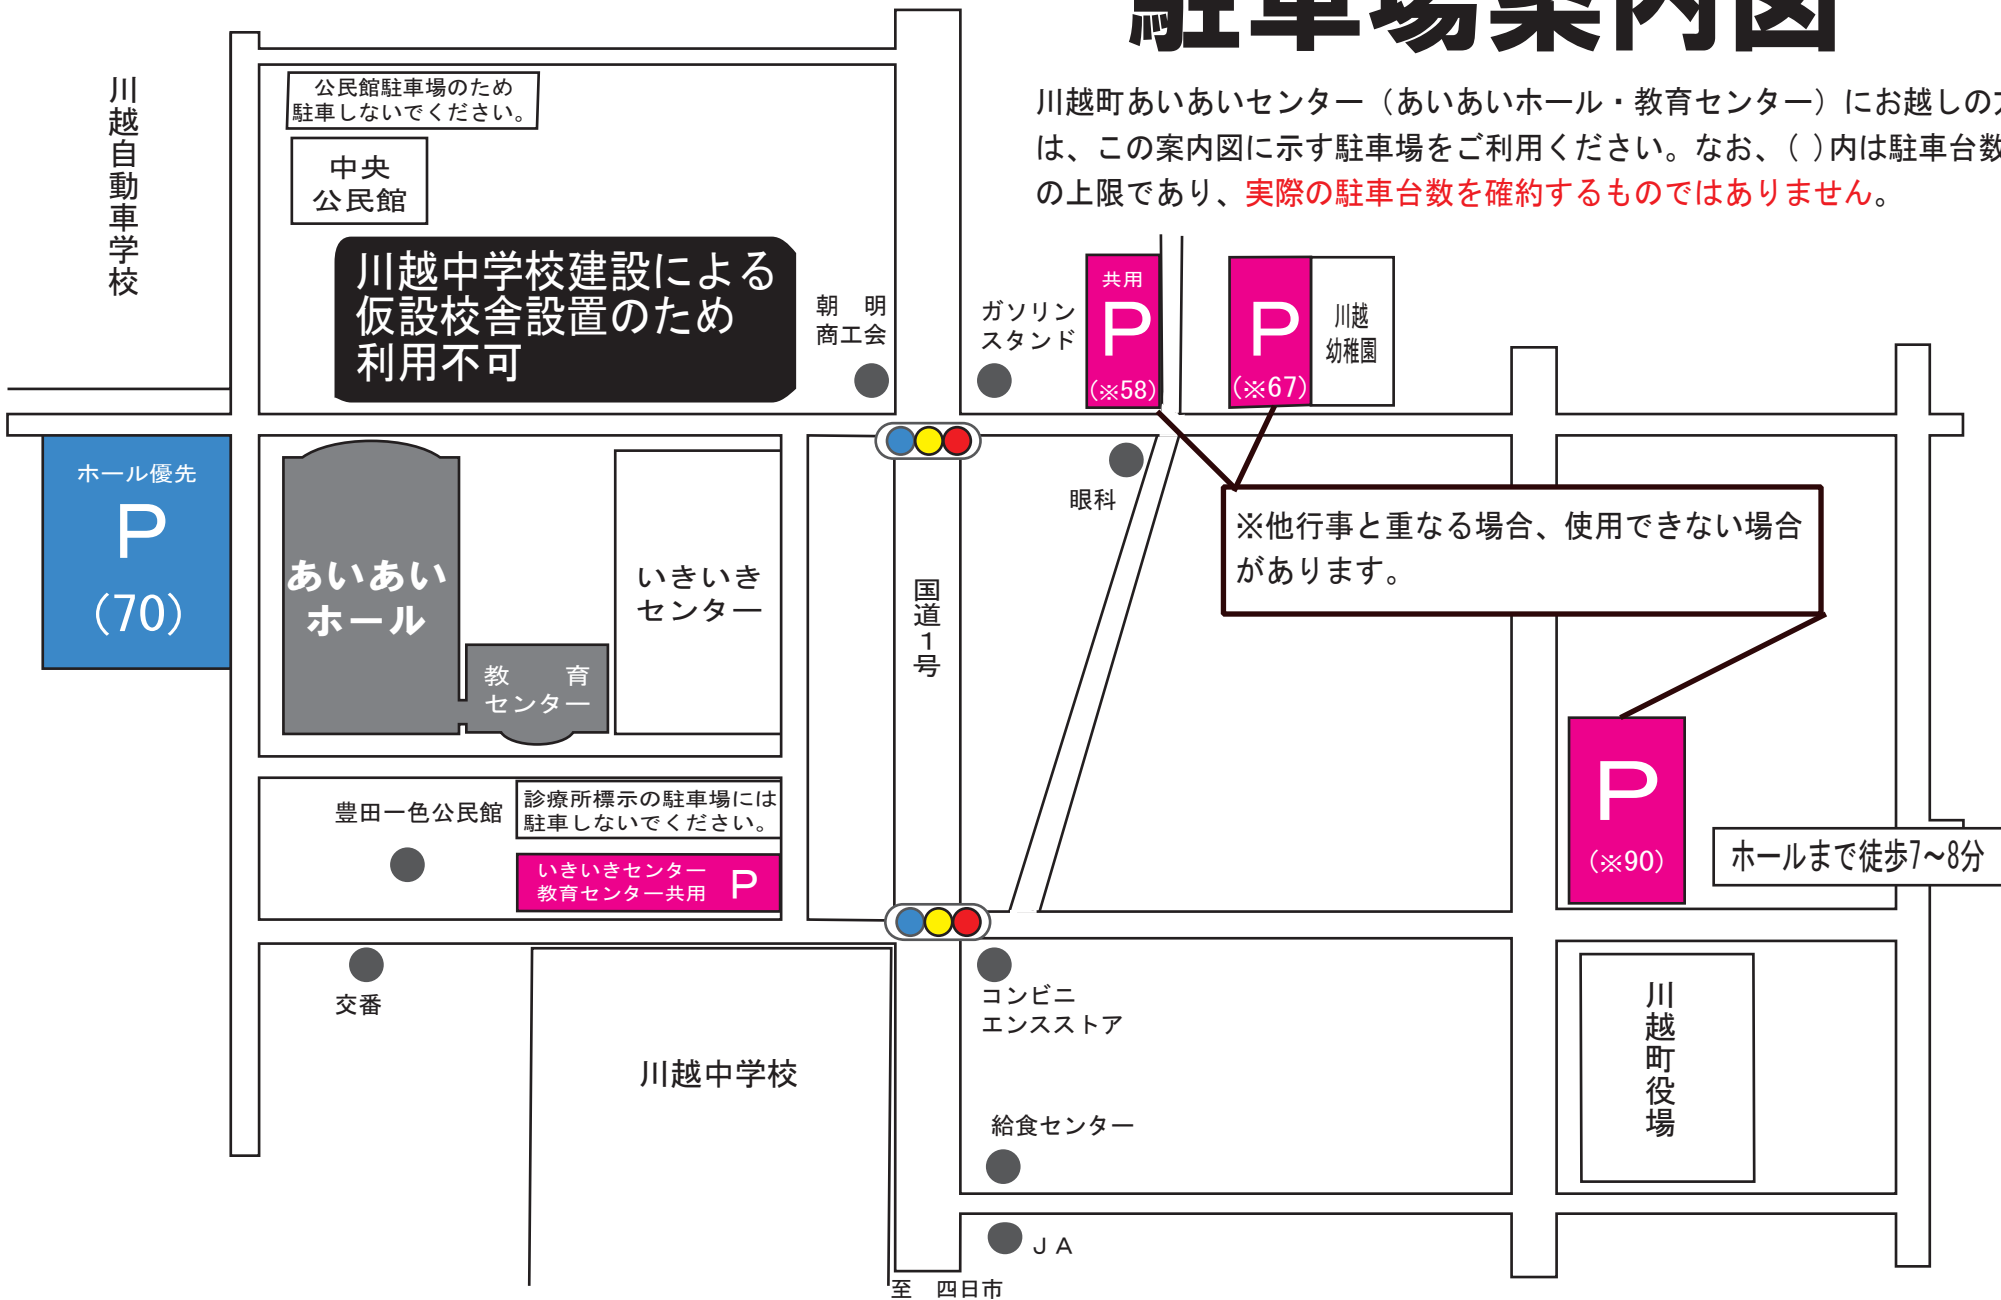 駐車場案内図
川越町あいあいセンター（あいあいホール・教育センター）にお越しの方
は、この案内図に示す駐車場をご利用ください。なお、( )内は駐車台数
の上限であり、実際の駐車台数を確約するものではありません。
川越自動車学校
公民館駐車場のため
駐車しないでください。
中央
公民館
川越中学校建設による
仮設校舎設置のため
利用不可
朝　明
商工会
ガソリン
スタンド
共用
P
(※58)
P
(※67)
川越
幼稚園
ホール優先
P
(70)
あいあい
ホール
教　育
センター
いきいき
センター
国道１号
眼科
※他行事と重なる場合、使用できない場合
があります。
P
(※90)
ホールまで徒歩7～8分
豊田一色公民館
診療所標示の駐車場には
駐車しないでください。
いきいきセンター
教育センター共用
P
交番
川越中学校
コンビニ
エンスストア
給食センター
ＪＡ
川越町役場
至　四日市